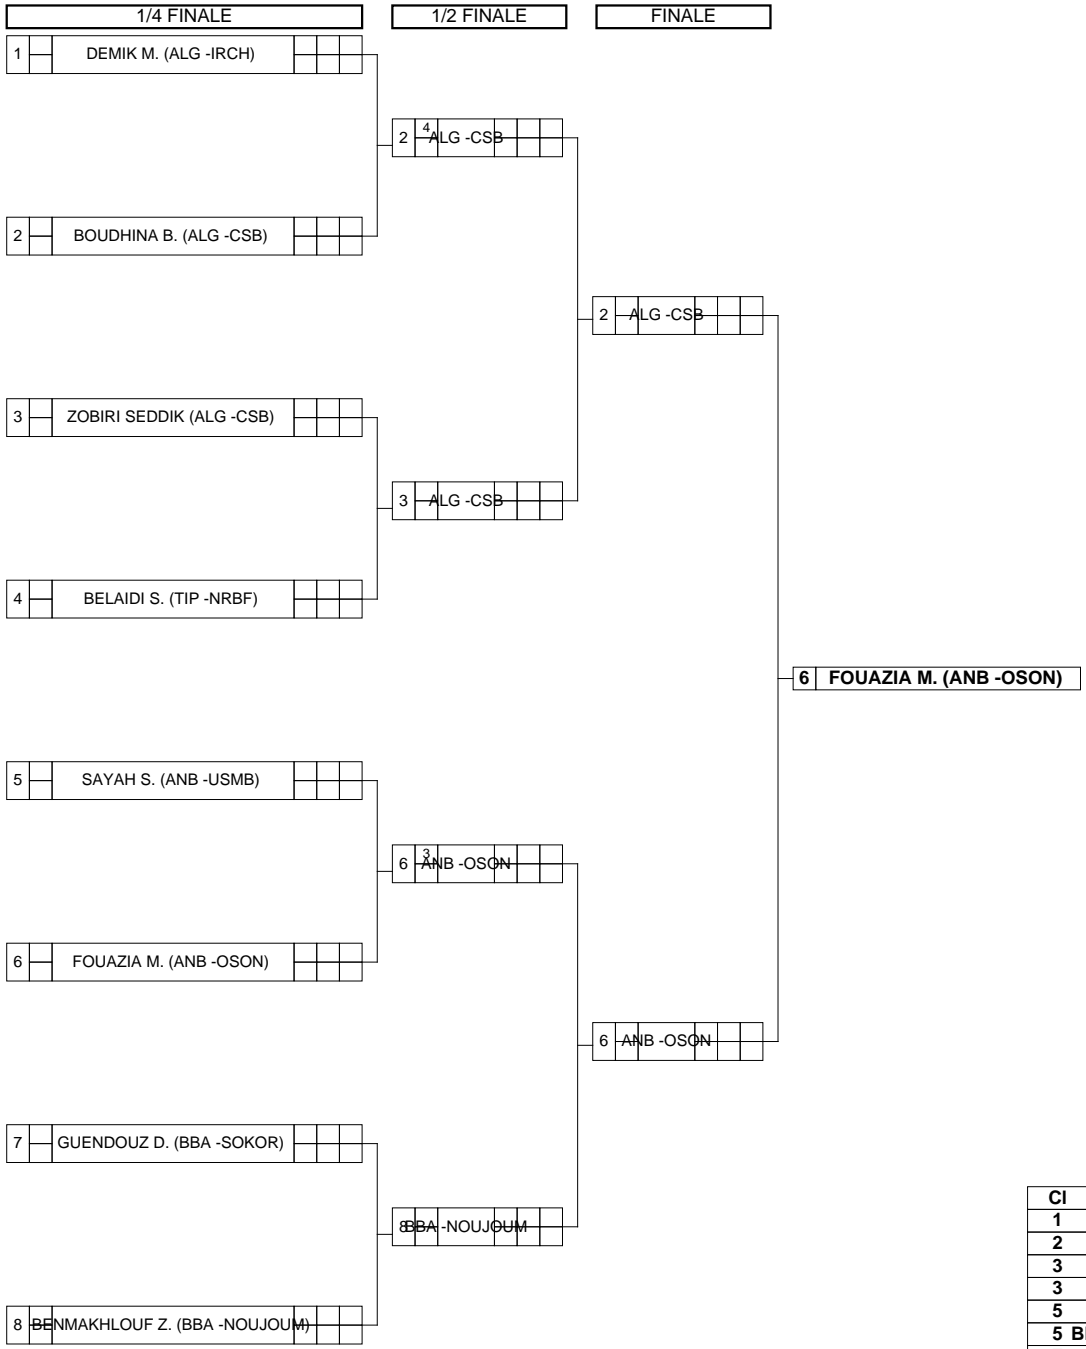 1/4 FINALE 1/2 FINALE FINALE
1 DEMIK M. (ALG -IRCH)
2 4 ALG -CSB
2 BOUDHINA B. (ALG -CSB)
2 ALG -CSB
3 ZOBIRI SEDDIK (ALG -CSB)
3 ALG -CSB
4 BELAIDI S. (TIP -NRBF)
6 FOUAZIA M. (ANB -OSON)
5 SAYAH S. (ANB -USMB)
6 3 ANB -OSON
6 FOUAZIA M. (ANB -OSON)
6 ANB -OSON
7 GUENDOUZ D. (BBA -SOKOR)
8 BBA -NOUJOUM
8 BENMAKHLOUF Z. (BBA -NOUJOUM)
Cl
1
2
3
3
5
5